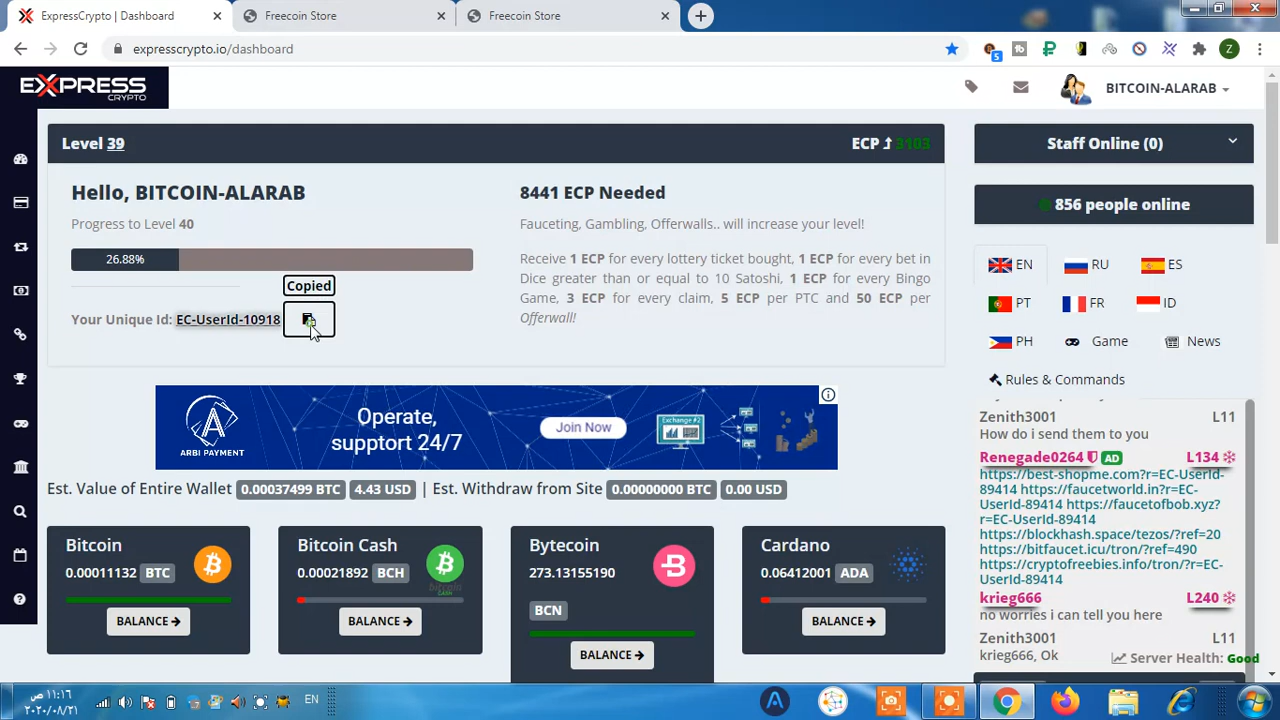 ExpressCrypto | Dashboard
Freecoin Store
Freecoin Store
expresscrypto.io/dashboard
5
Z
EXPRESS
CRYPTO
BITCOIN-ALARAB
Level 39
ECP 3103
Hello, BITCOIN-ALARAB
Progress to Level 40
26.88%
Copied
Your Unique Id: EC-UserId-10918
8441 ECP Needed
Fauceting, Gambling, Offerwalls.. will increase your level!
Receive 1 ECP for every lottery ticket bought, 1 ECP for every bet in
Dice greater than or equal to 10 Satoshi, 1 ECP for every Bingo
Game, 3 ECP for every claim, 5 ECP per PTC and 50 ECP per
Offerwall!
Staff Online (0)
856 people online
EN
RU
ES
PT
FR
ID
PH
Game
News
Rules & Commands
Zenith3001 L11
How do i send them to you
Renegade0264 AD L134
https://best-shopme.com?r=EC-UserId-
89414 https://faucetworld.in?r=EC-
UserId-89414 https://faucetofbob.xyz?
r=EC-UserId-89414
https://blockhash.space/tezos/?ref=20
https://bitfaucet.icu/tron/?ref=490
https://cryptofreebies.info/tron/?r=EC-
UserId-89414
krieg666 L240
no worries i can tell you here
Zenith3001 L11
krieg666, Ok
Server Health: Good
ARBI PAYMENT
Operate,
supptort 24/7
Join Now
Exchange #2
Est. Value of Entire Wallet 0.00037499 BTC 4.43 USD | Est. Withdraw from Site 0.00000000 BTC 0.00 USD
Bitcoin
0.00011132 BTC
BALANCE
Bitcoin Cash
0.00021892 BCH
BALANCE
Bytecoin
273.13155190
BCN
BALANCE
Cardano
0.06412001 ADA
BALANCE
EN
١١:١٦ ص
٢٠٢٠/٠٨/٢١